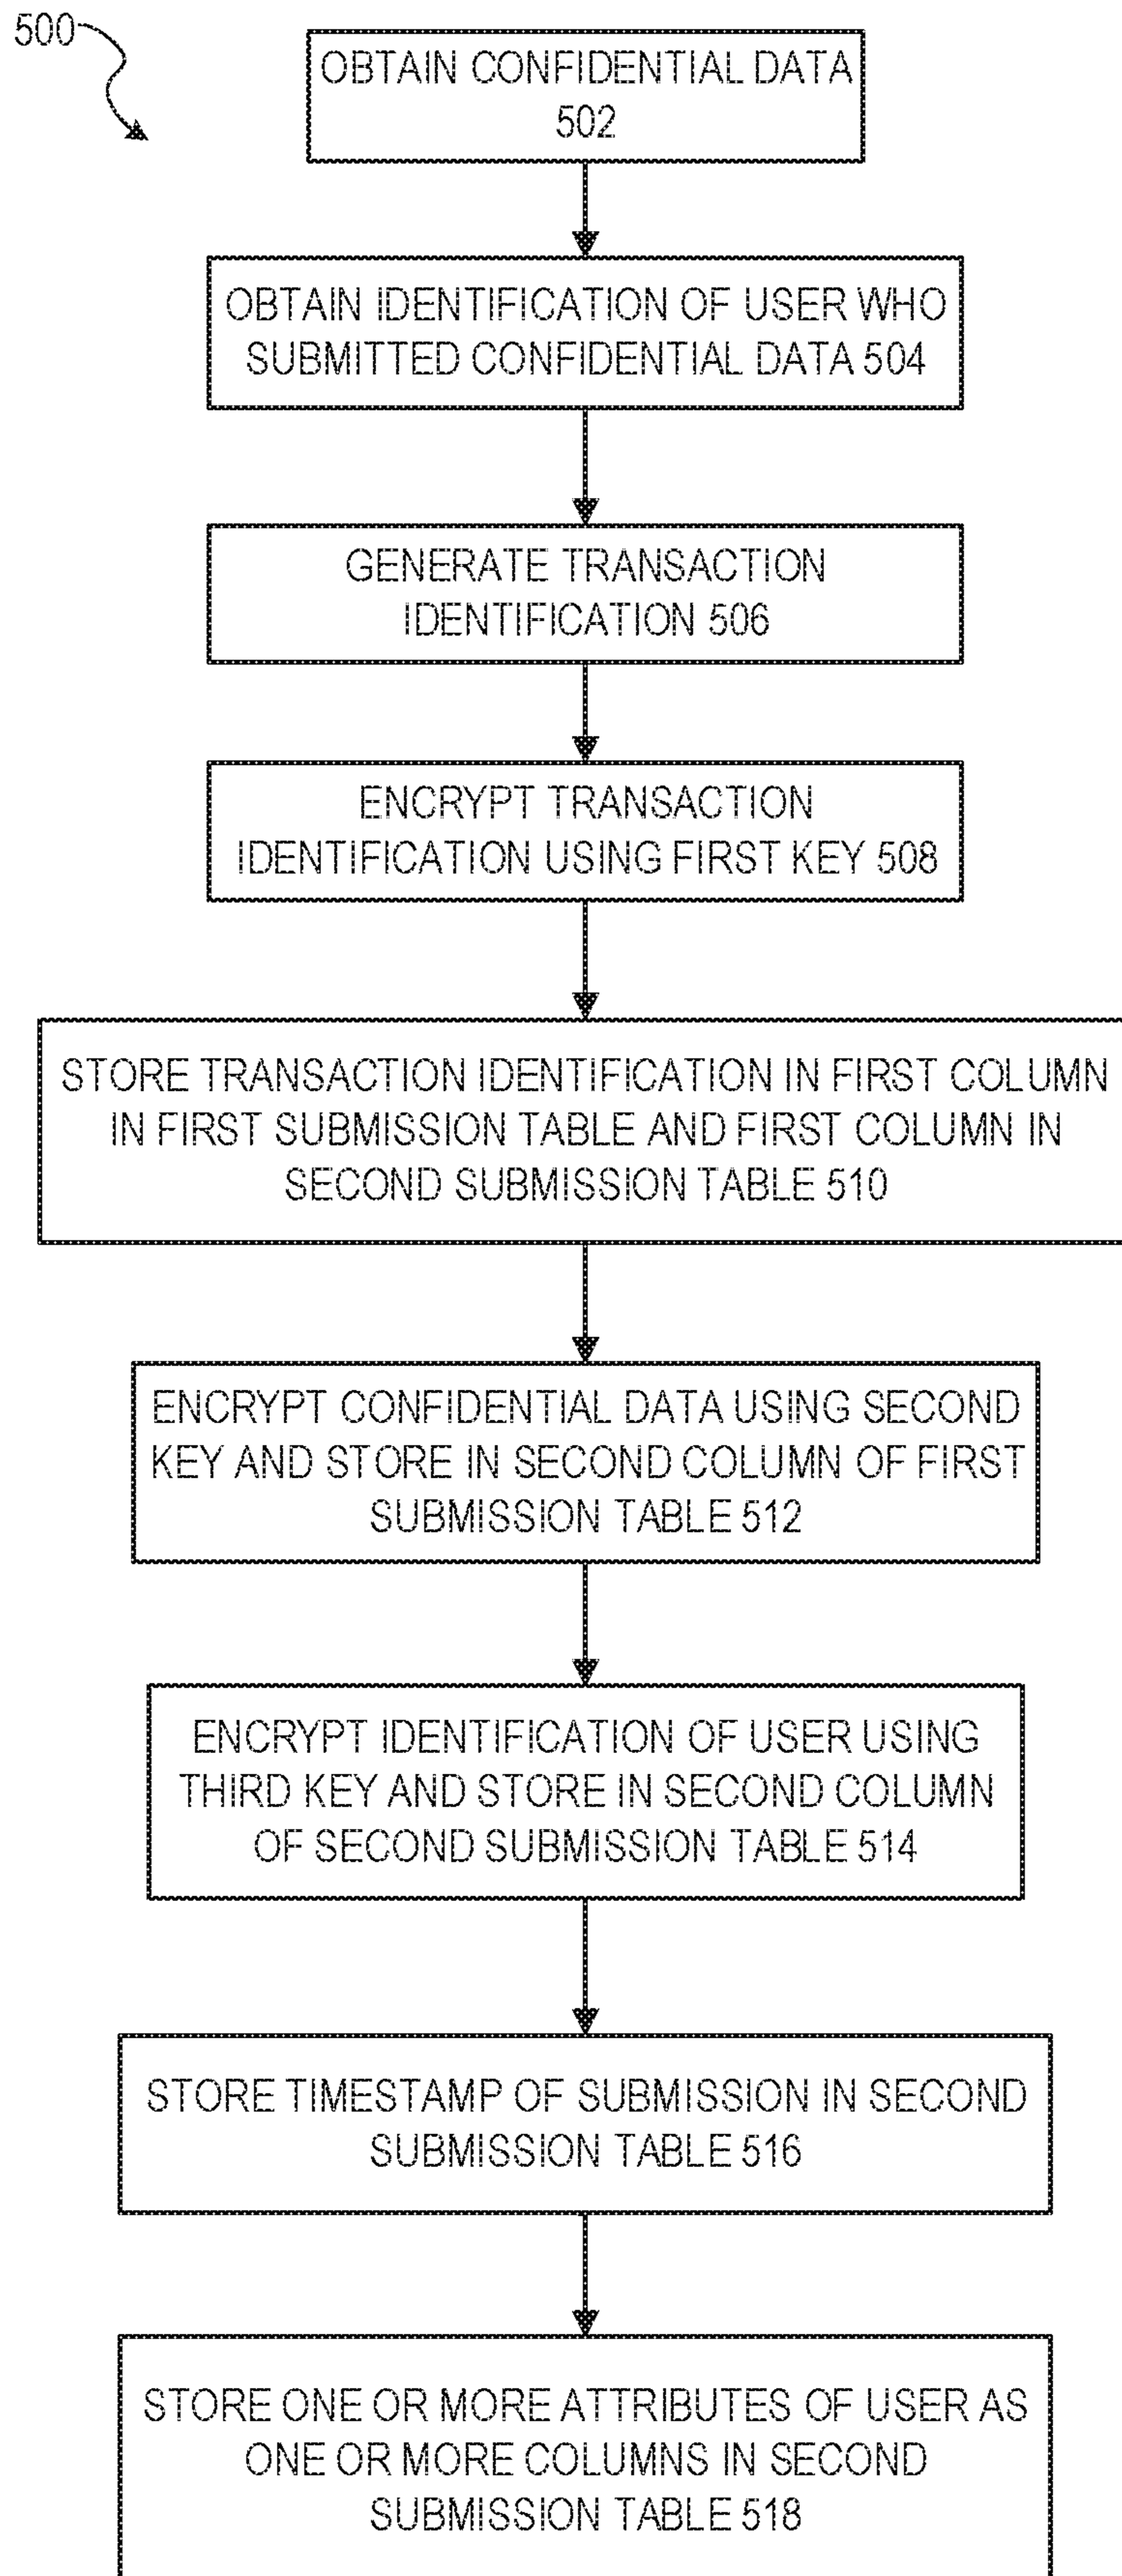 500
OBTAIN CONFIDENTIAL DATA
502
OBTAIN IDENTIFICATION OF USER WHO
SUBMITTED CONFIDENTIAL DATA 504
GENERATE TRANSACTION
IDENTIFICATION 506
ENCRYPT TRANSACTION
IDENTIFICATION USING FIRST KEY 508
STORE TRANSACTION IDENTIFICATION IN FIRST COLUMN
IN FIRST SUBMISSION TABLE AND FIRST COLUMN IN
SECOND SUBMISSION TABLE 510
ENCRYPT CONFIDENTIAL DATA USING SECOND
KEY AND STORE IN SECOND COLUMN OF FIRST
SUBMISSION TABLE 512
ENCRYPT IDENTIFICATION OF USER USING
THIRD KEY AND STORE IN SECOND COLUMN
OF SECOND SUBMISSION TABLE 514
STORE TIMESTAMP OF SUBMISSION IN SECOND
SUBMISSION TABLE 516
STORE ONE OR MORE ATTRIBUTES OF USER AS
ONE OR MORE COLUMNS IN SECOND
SUBMISSION TABLE 518